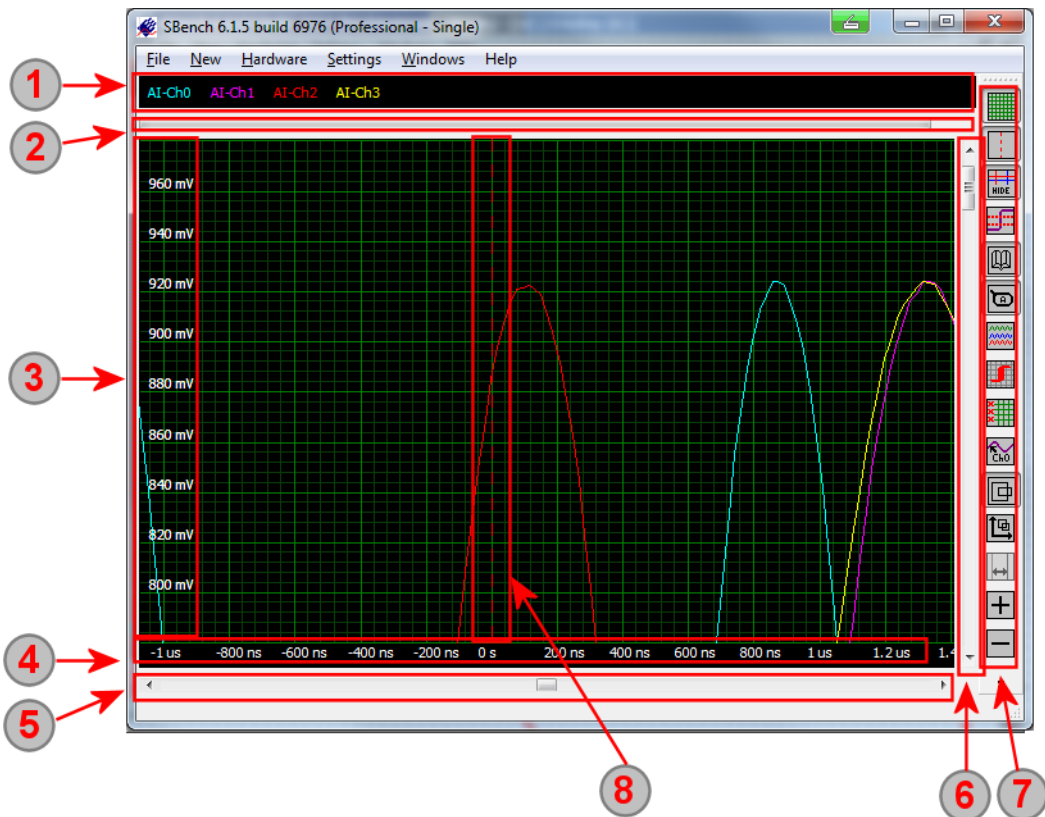 SBench 6.1.5 build 6976 (Professional - Single)
File New Hardware Settings Windows Help
1
AI-Ch0 AI-Ch1 AI-Ch2 AI-Ch3
2
960 mV
HIDE
940 mV
920 mV
A
900 mV
3
880 mV
860 mV
Ch0
840 mV
820 mV
800 mV
4
-1 us -800 ns -600 ns -400 ns -200 ns 0 s 200 ns 400 ns 600 ns 800 ns 1 us 1.2 us 1.4
5
8
6
7